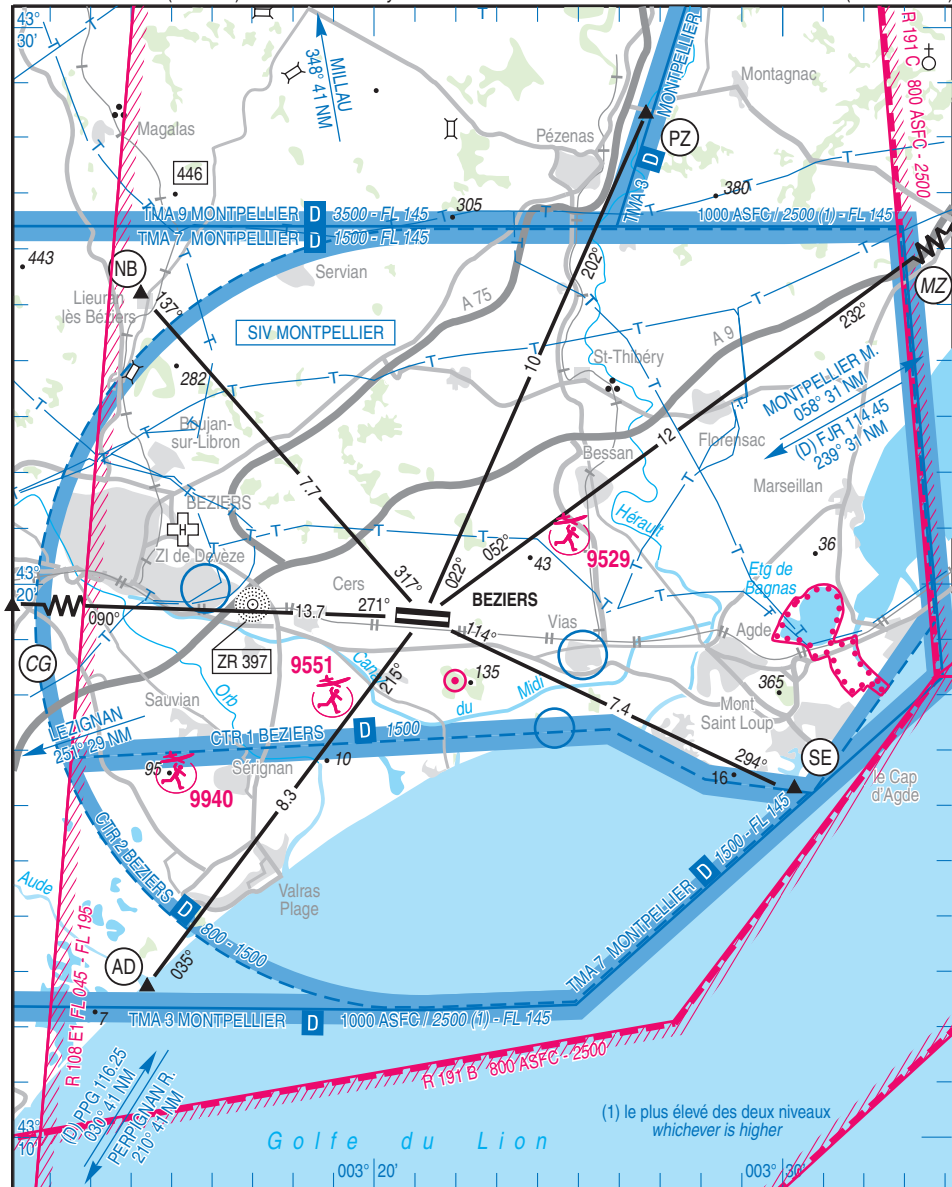 43°
30'
MILLAU
348° 41 NM
MONTPELLIER
TMA 3 D
R 191 C 800 ASFC - 2500
Montagnac
Magalas
Pézenas
PZ
446
380
305
TMA 9 MONTPELLIER D 3500 - FL 145
1000 ASFC / 2500 (1) - FL 145
TMA 7 MONTPELLIER D 1500 - FL 145
443
NB
Servian
202°
MZ
Lieuran
lès Béziers
137°
A 75
232°
SIV MONTPELLIER
A 9
St-Thibéry
10
282
MONTPELLIER M.
058° 31 NM
(D) FJR 114.45
239° 31 NM
Boujan-
sur-Libron
12
Florensac
Bessan
7.7
Marseillan
BEZIERS
H
Hérault
ZI de Devèze
052°
43
9529
36
43°
20'
Cers
317°
022°
Etg de
Bagnas
090°
13.7
271°
BEZIERS
Vias
114°
Agde
CG
ZR 397
9551
Canal
215°
135
365
Sauvian
Orb
du
Midi
7.4
Mont
Saint Loup
LEZIGNAN
251° 29 NM
CTR 1 BEZIERS D 1500
294°
SE
95
Sérignan
10
16
le Cap
d'Agde
9940
8.3
CTR 2 BEZIERS D 800 - 1500
TMA 7 MONTPELLIER D 1500 - FL 145
Aude
Valras
Plage
AD
035°
R 108 E1 FL 045 - FL 195
7
TMA 3 MONTPELLIER D 1000 ASFC / 2500 (1) - FL 145
(D) PPG 116.25
030° 41 NM
PERPIGNAN R.
210° 41 NM
R 191 B 800 ASFC - 2500
43°
10'
Golfe du Lion
(1) le plus élevé des deux niveaux
whichever is higher
003° 20'
003° 30'